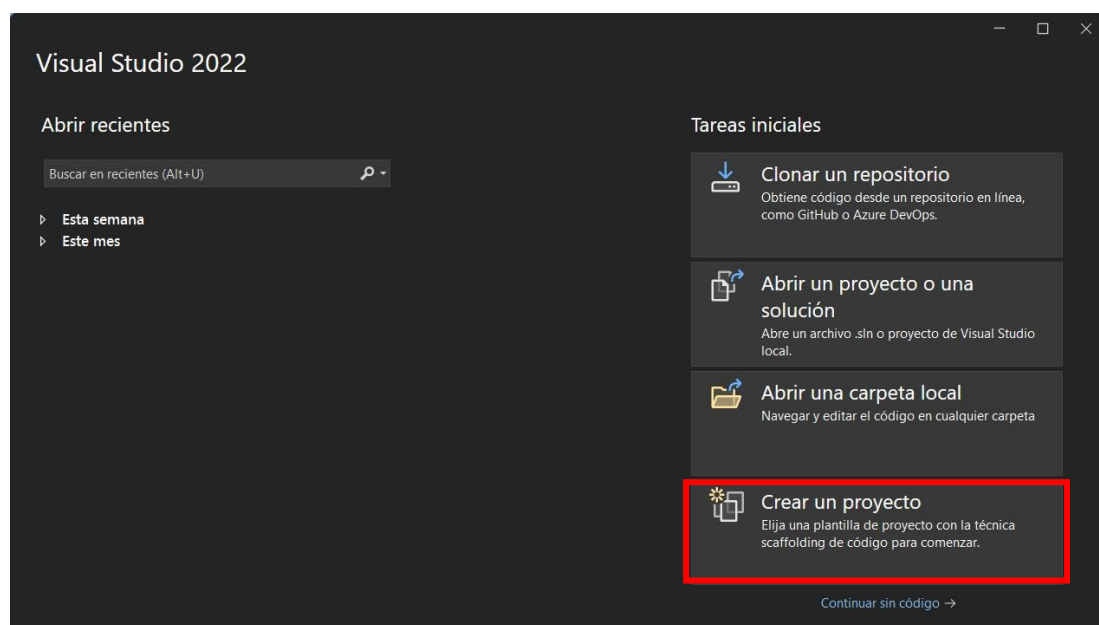 Visual Studio 2022
Abrir recientes
Buscar en recientes (Alt+U)
Esta semana
Este mes
Tareas iniciales
Clonar un repositorio
Obtiene código desde un repositorio en línea,
como GitHub o Azure DevOps.
Abrir un proyecto o una
solución
Abre un archivo .sln o proyecto de Visual Studio
local.
Abrir una carpeta local
Navegar y editar el código en cualquier carpeta
Crear un proyecto
Elija una plantilla de proyecto con la técnica
scaffolding de código para comenzar.
Continuar sin código →